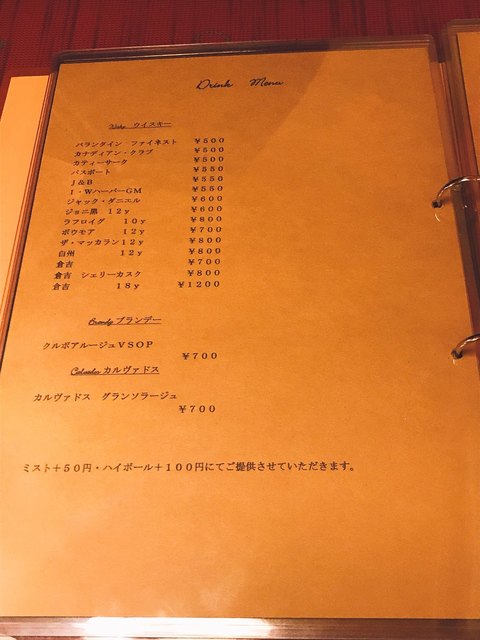 Drink Menu
Wisky ウイスキー
バランタイン ファイネスト ￥５００
カナディアン・クラブ ￥５００
カティーサーク ￥５００
パスポート ￥５５０
Ｊ＆Ｂ ￥５５０
Ｉ・ＷハーパーＧＭ ￥５５０
ジャック・ダニエル ￥６００
ジョニ黒 １２ｙ ￥６００
ラフロイグ １０ｙ ￥８００
ボウモア １２ｙ ￥７００
ザ・マッカラン１２ｙ ￥８００
白州 １２ｙ ￥８００
倉吉 ￥７００
倉吉 シェリーカスク ￥８００
倉吉 １８ｙ ￥１２００
Brandy ブランデー
クルボアルージュＶＳＯＰ
￥７００
Calvados カルヴァドス
カルヴァドス グランソラージュ
￥７００
ミスト＋５０円・ハイボール＋１００円にてご提供させていただきます。